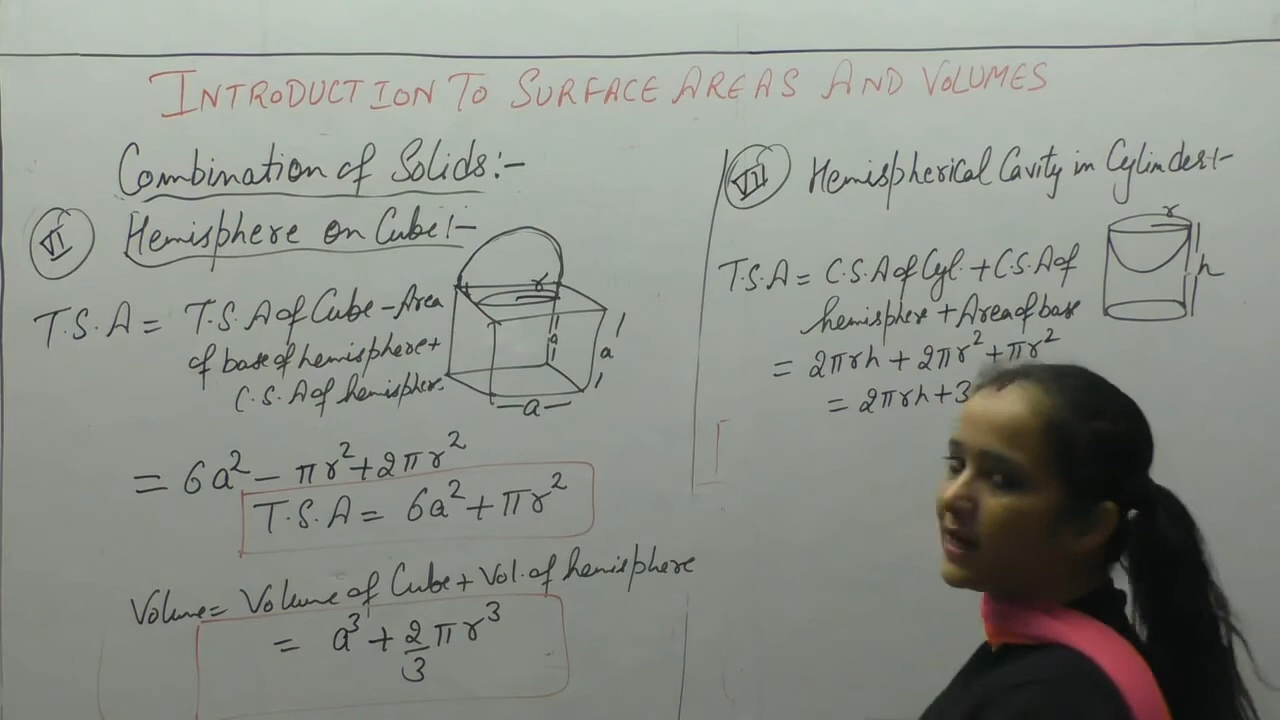 INTRODUCTION TO SURFACE AREAS AND VOLUMES
Combination of Solids:-
VI Hemisphere on Cube:-
T.S.A = T.S.A of Cube - Area
of base of hemisphere +
C.S.A of hemisphere.
r
a
a
a
= 6a² - πr² + 2πr²
T.S.A = 6a² + πr²
Volume = Volume of Cube + Vol. of hemisphere
= a³ + 2/3 πr³
VII Hemispherical Cavity in Cylinder:-
r
h
T.S.A = C.S.A of Cyl. + C.S.A of
hemisphere + Area of base
= 2πrh + 2πr² + πr²
= 2πrh + 3